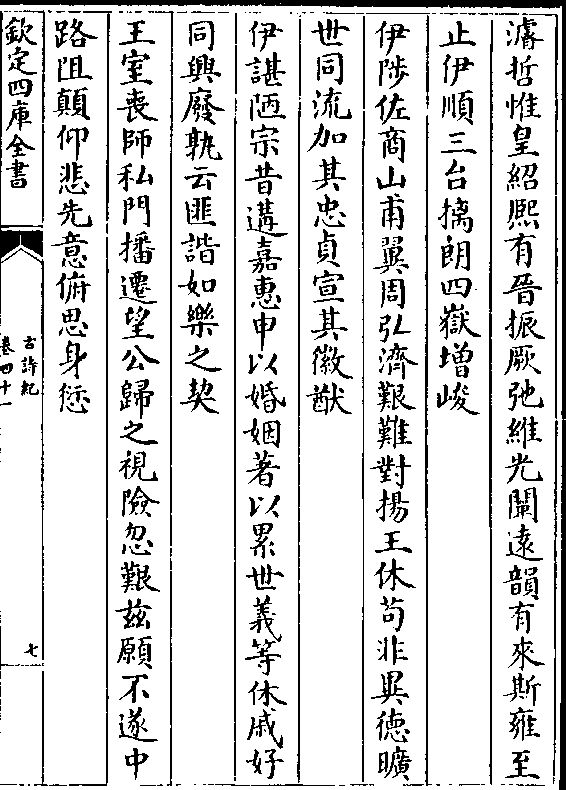 濬哲惟皇紹熙有晉振厥弛維光闡遠韻有來斯雍至
止伊順三台摛朗四嶽增峻
伊陟佐商山甫翼周弘濟艱難對揚王休苟非異德曠
世同流加其忠貞宣其徽猷
伊諶陋宗昔遘嘉惠申以婚姻著以累世義等休戚好
同興廢孰云匪諧如樂之契
王室喪師私門播遷望公歸之視險忽艱兹願不遂中
路阻顛仰悲先意俯思身愆
欽定四庫全書
古詩紀
卷四十一
七